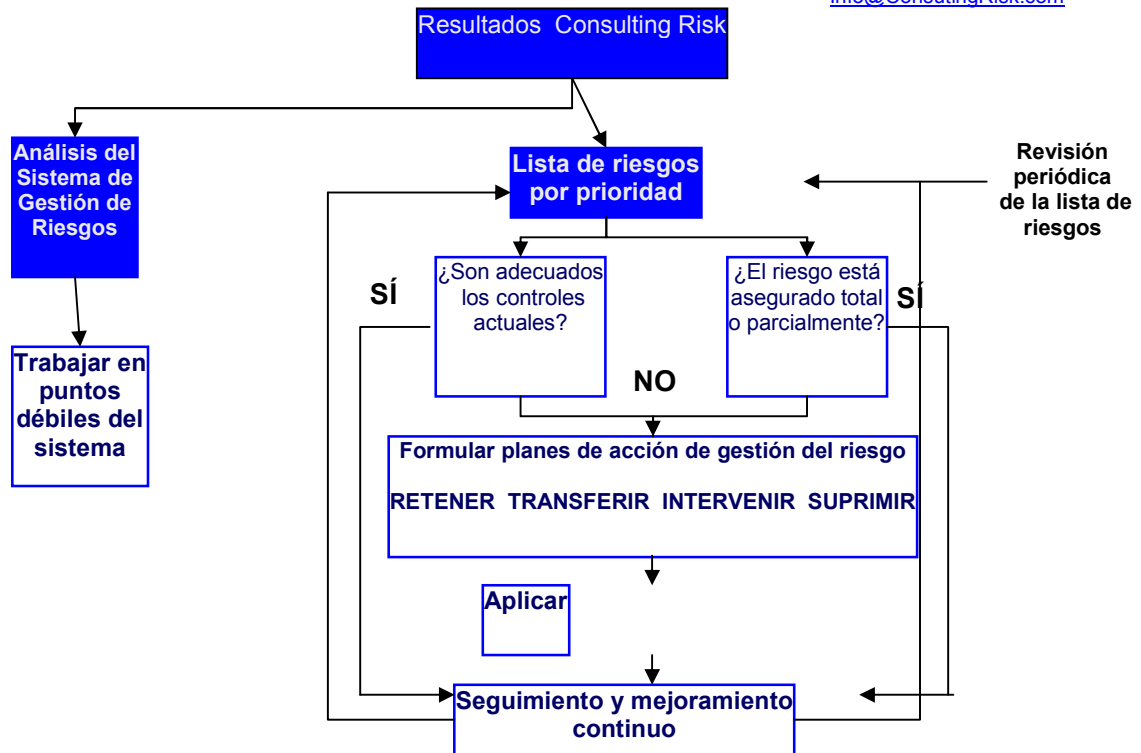 info@ConsutingRisk.com
Resultados  Consulting Risk
Análisis del
Sistema de
Gestión de
Riesgos
Lista de riesgos
por prioridad
Revisión
periódica
de la lista de
riesgos
SÍ
¿Son adecuados
los controles
actuales?
¿El riesgo está
asegurado total
o parcialmente?
SÍ
Trabajar en
puntos
débiles del
sistema
NO
Formular planes de acción de gestión del riesgo
RETENER  TRANSFERIR  INTERVENIR  SUPRIMIR
Aplicar
Seguimiento y mejoramiento
continuo